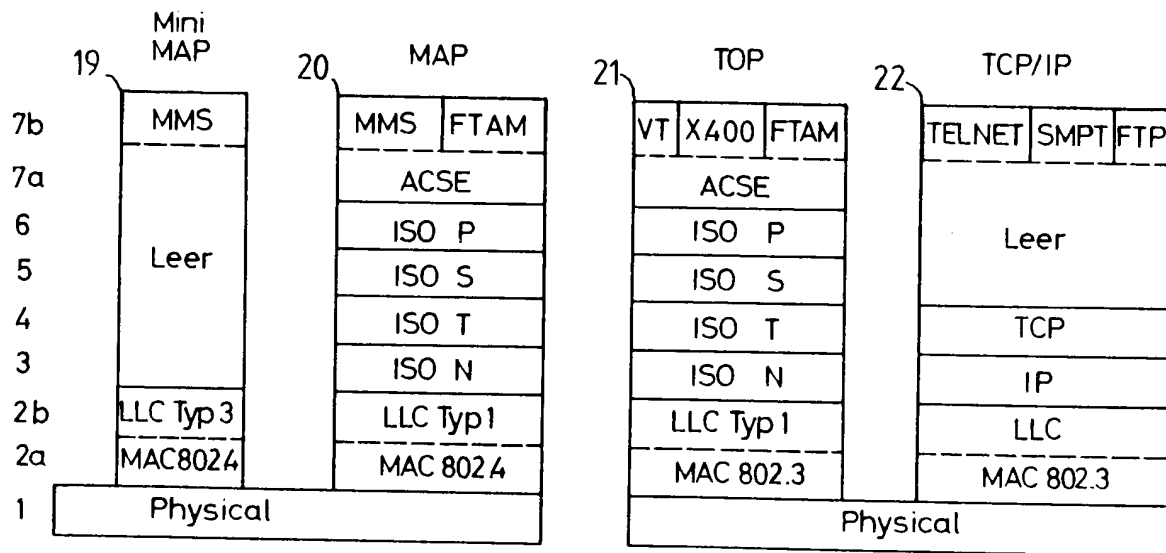 Mini
MAP
MAP
TOP
TCP/IP
19
20
21
22
7b
MMS
MMS
FTAM
VT
X400
FTAM
TELNET
SMPT
FTP
7a
ACSE
ACSE
6
ISO P
ISO P
5
Leer
ISO S
ISO S
Leer
4
ISO T
ISO T
TCP
3
ISO N
ISO N
IP
2b
LLC Typ 3
LLC Typ 1
LLC Typ 1
LLC
2a
MAC 802.4
MAC 802.4
MAC 802.3
MAC 802.3
1
Physical
Physical